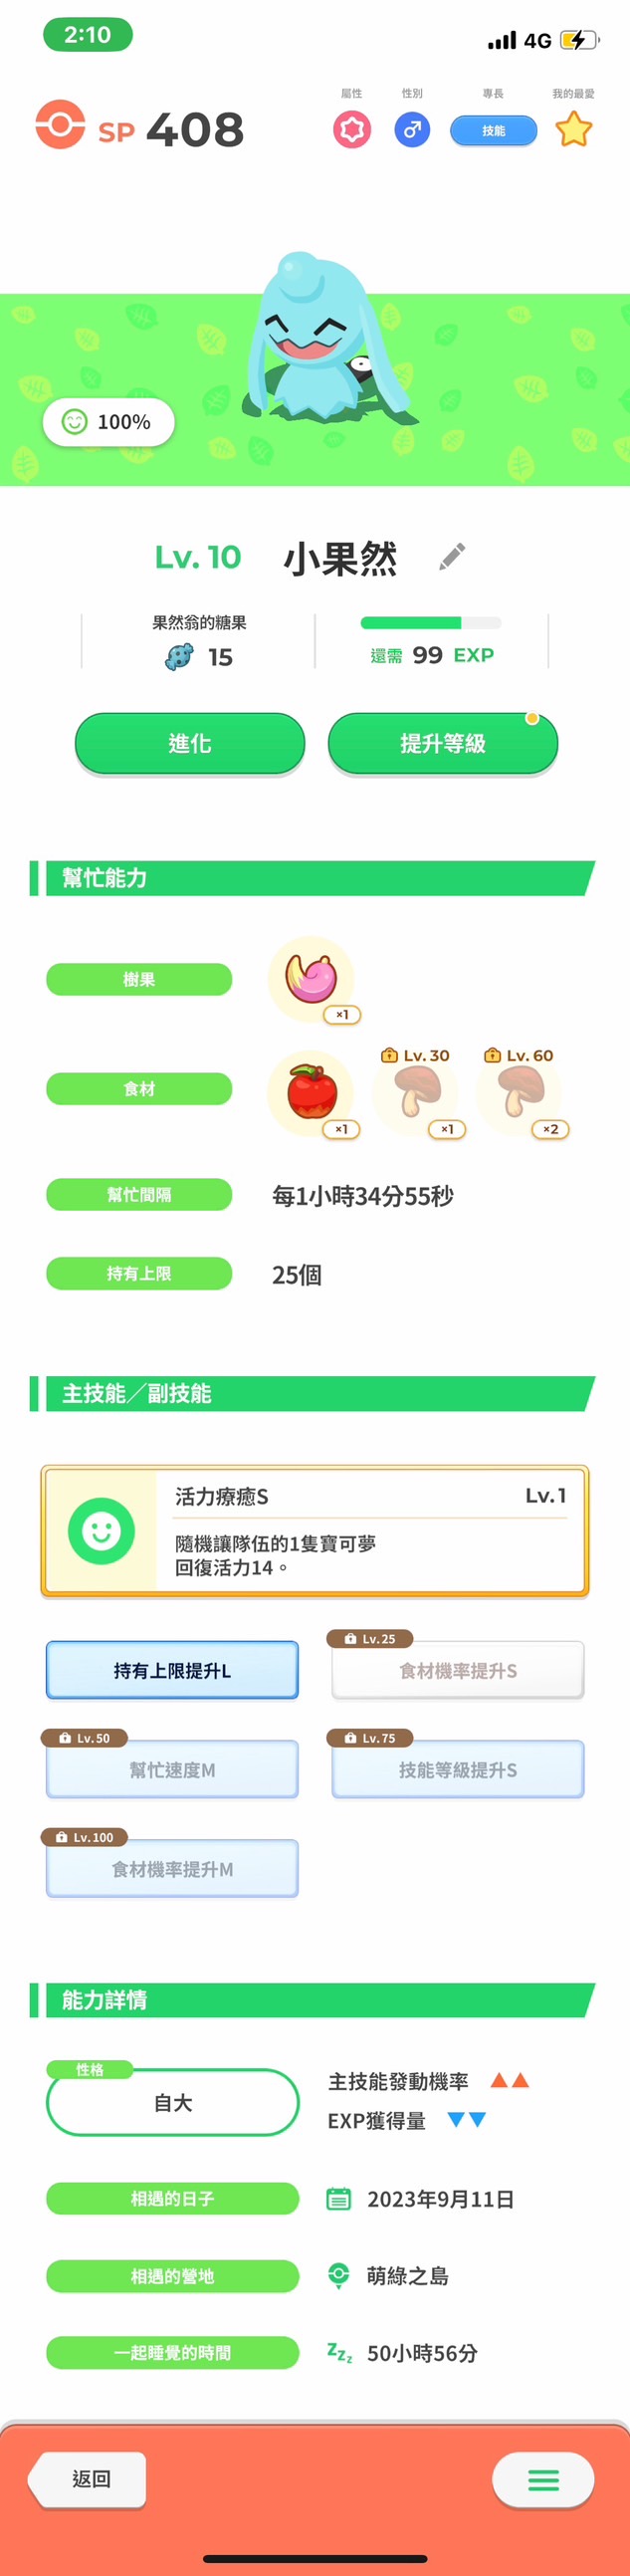 2:10 4G
屬性 性別 專長 我的最愛
SP 408 技能
100%
Lv. 10 小果然
果然翁的糖果
15 還需 99 EXP
進化 提升等級
幫忙能力
樹果
×1
Lv.30 Lv.60
食材
×1 ×1 ×2
幫忙間隔 每1小時34分55秒
持有上限 25個
主技能／副技能
活力療癒S Lv.1
隨機讓隊伍的1隻寶可夢
回復活力14。
Lv.25
持有上限提升L 食材機率提升S
Lv.50 Lv.75
幫忙速度M 技能等級提升S
Lv.100
食材機率提升M
能力詳情
性格
自大
主技能發動機率 ▲▲
EXP獲得量 ▼▼
相遇的日子 2023年9月11日
相遇的營地 萌綠之島
一起睡覺的時間 zzz 50小時56分
返回